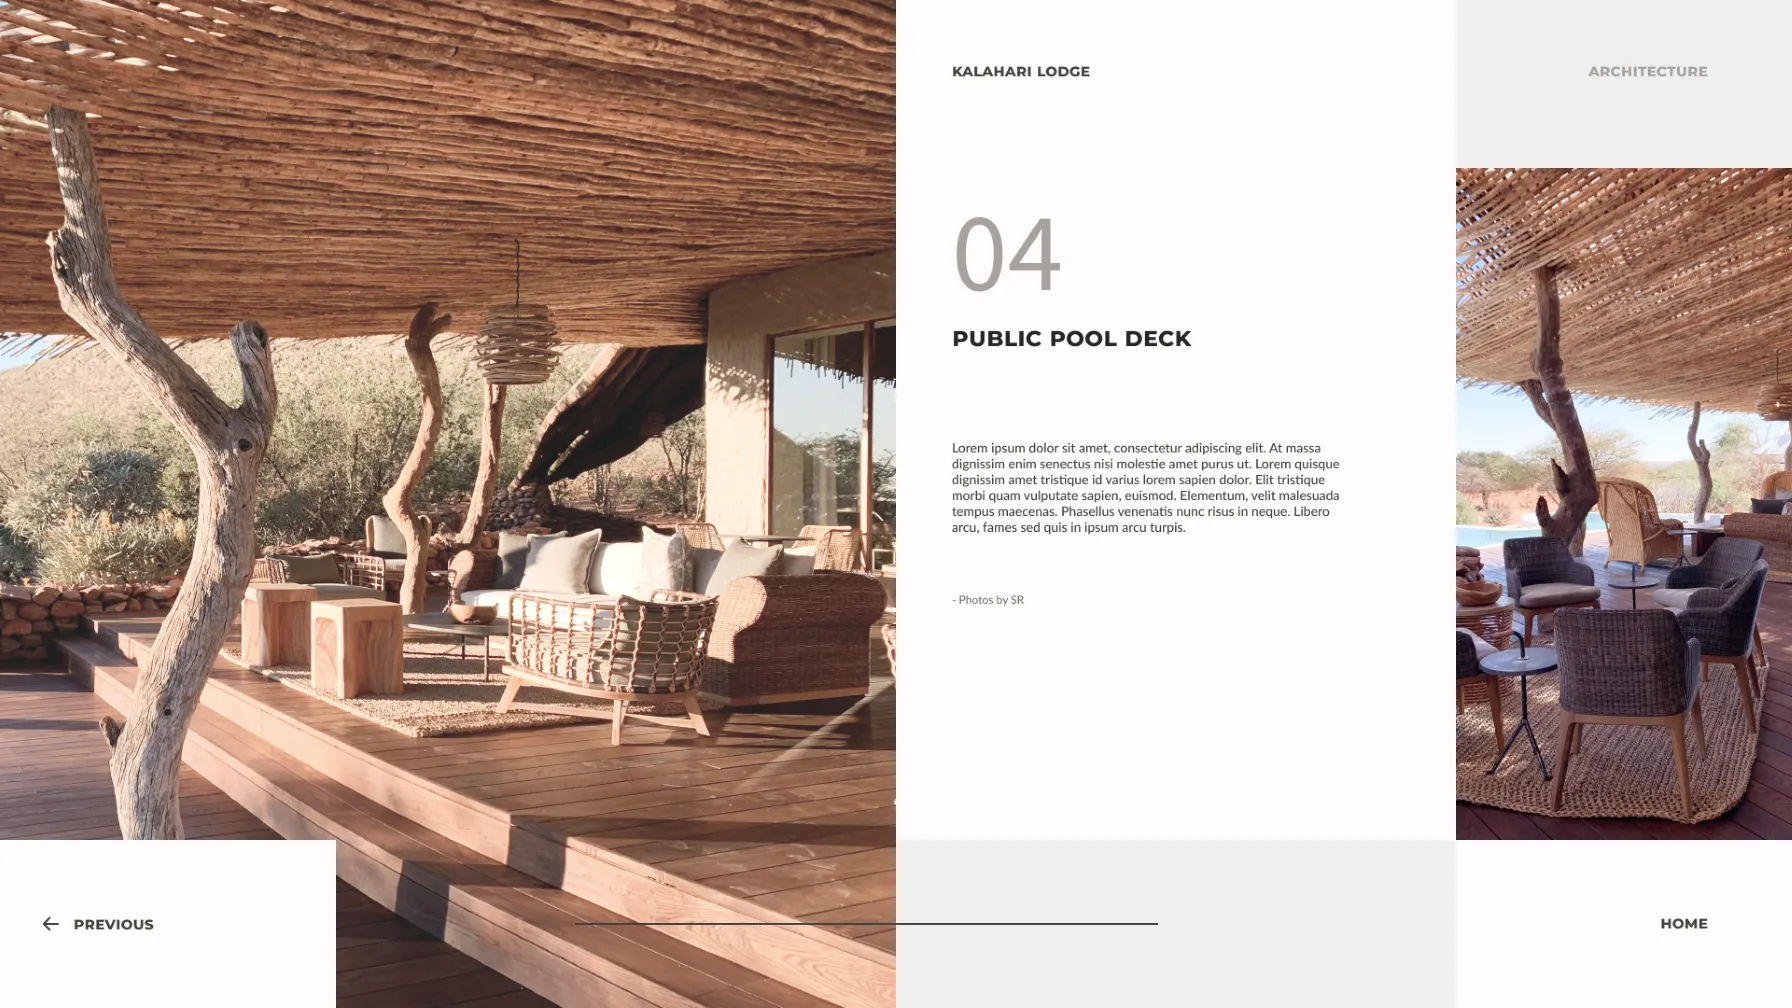 KALAHARI LODGE
ARCHITECTURE
04
PUBLIC POOL DECK
Lorem ipsum dolor sit amet, consectetur adipiscing elit. At massa
dignissim enim senectus nisi molestie amet purus ut. Lorem quisque
dignissim amet tristique id varius lorem sapien dolor. Elit tristique
morbi quam vulputate sapien, euismod. Elementum, velit malesuada
tempus maecenas. Phasellus venenatis nunc risus in neque. Libero
arcu, fames sed quis in ipsum arcu turpis.
- Photos by SR
← PREVIOUS
HOME